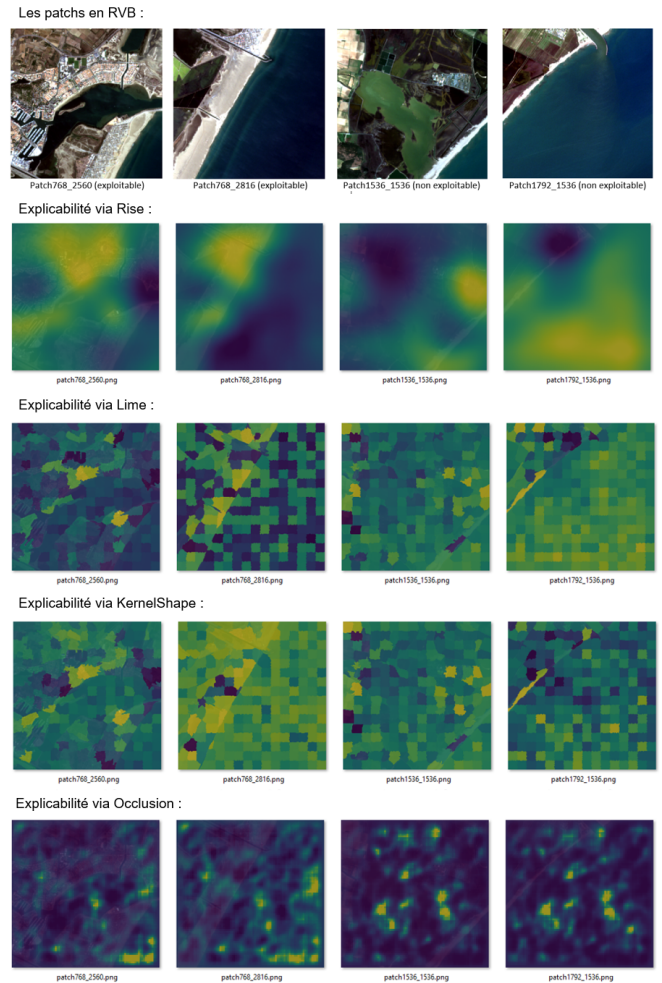 Les patchs en RVB :
Patch768_2560 (exploitable) Patch768_2816 (exploitable) Patch1536_1536 (non exploitable) Patch1792_1536 (non exploitable)
Explicabilité via Rise :
patch768_2560.png patch768_2816.png patch1536_1536.png patch1792_1536.png
Explicabilité via Lime :
patch768_2560.png patch768_2816.png patch1536_1536.png patch1792_1536.png
Explicabilité via KernelShape :
patch768_2560.png patch768_2816.png patch1536_1536.png patch1792_1536.png
Explicabilité via Occlusion :
patch768_2560.png patch768_2816.png patch1536_1536.png patch1792_1536.png